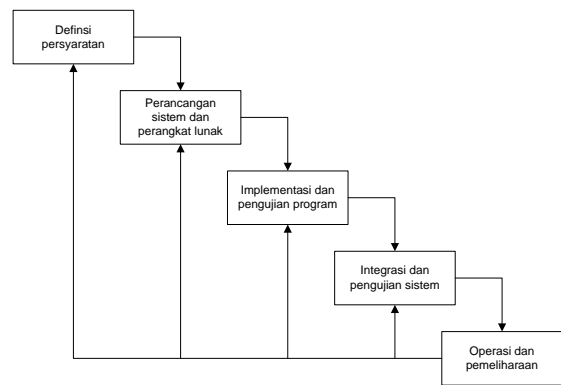 Definsi
persyaratan
Perancangan
sistem dan
perangkat lunak
Implementasi dan
pengujian program
Integrasi dan
pengujian sistem
Operasi dan
pemeliharaan